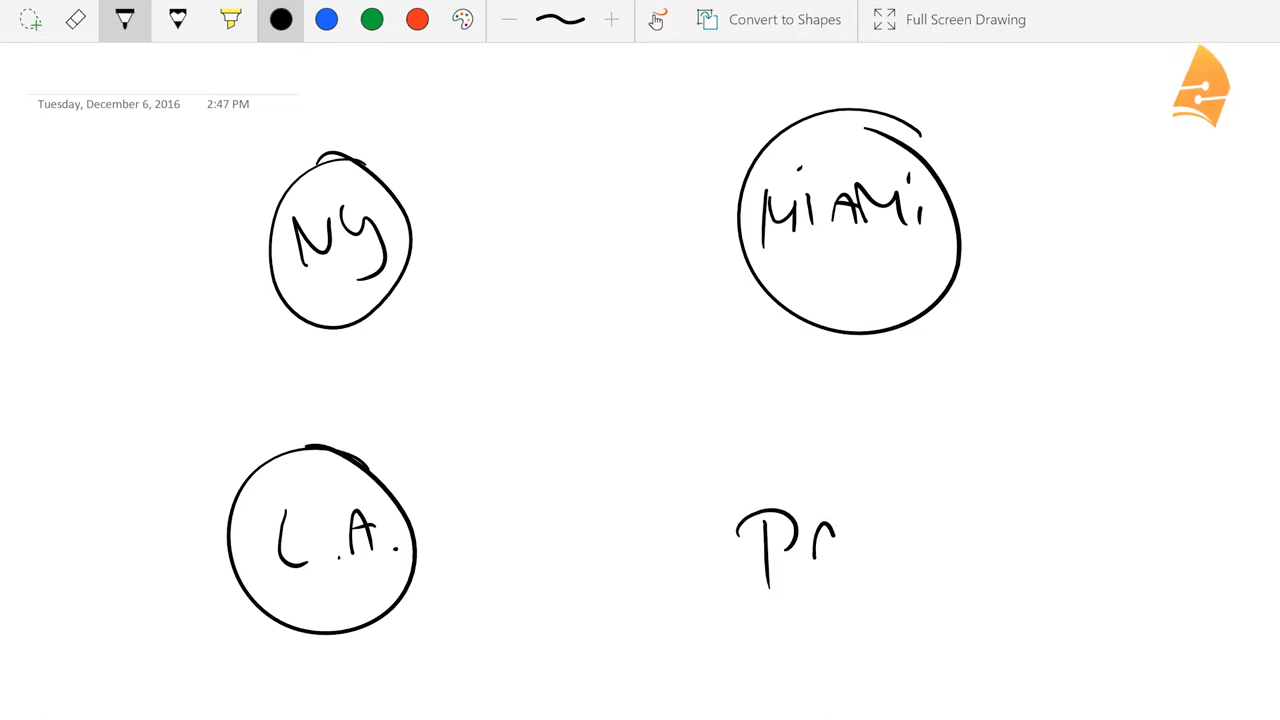 Convert to Shapes Full Screen Drawing
Tuesday, December 6, 2016 2:47 PM
NY
MiAMi
L.A.
Pr